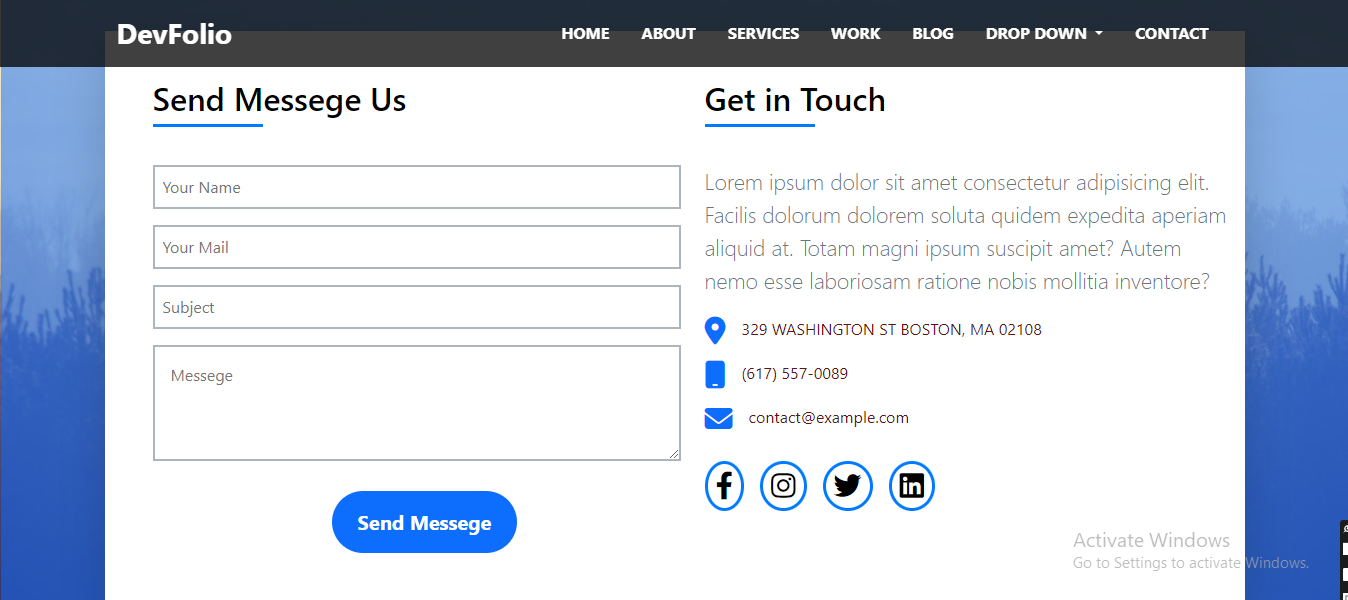 DevFolio
HOME ABOUT SERVICES WORK BLOG DROP DOWN CONTACT
Send Messege Us
Your Name
Your Mail
Subject
Messege
Send Messege
Get in Touch
Lorem ipsum dolor sit amet consectetur adipisicing elit.
Facilis dolorum dolorem soluta quidem expedita aperiam
aliquid at. Totam magni ipsum suscipit amet? Autem
nemo esse laboriosam ratione nobis mollitia inventore?
329 WASHINGTON ST BOSTON, MA 02108
(617) 557-0089
contact@example.com
Activate Windows
Go to Settings to activate Windows.